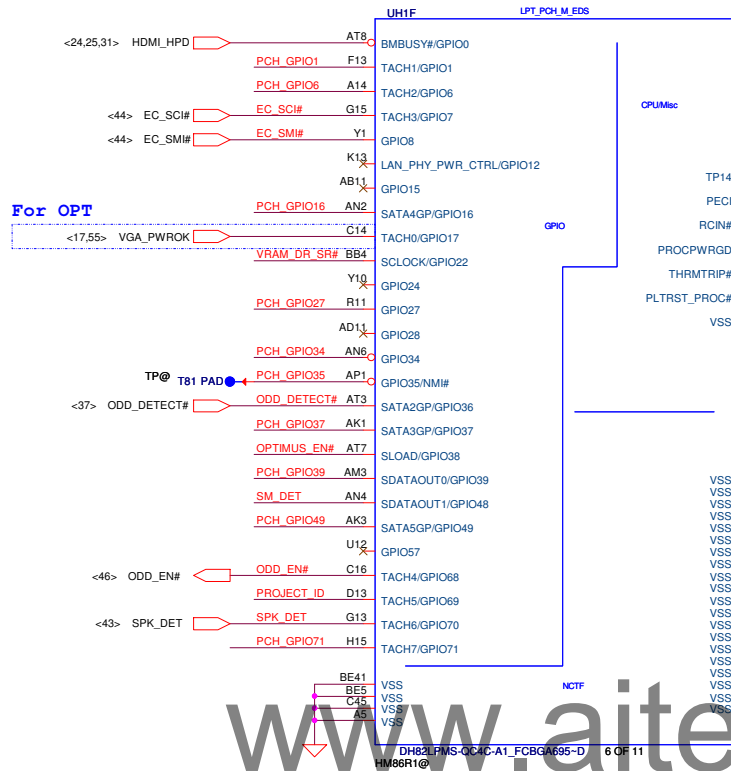 UH1F LPT_PCH_M_EDS
<24,25,31> HDMI_HPD AT8 BMBUSY#/GPIO0
PCH_GPIO1 F13 TACH1/GPIO1
PCH_GPIO6 A14 TACH2/GPIO6
CPU/Misc
<44> EC_SCI# EC_SCI# G15 TACH3/GPIO7
<44> EC_SMI# EC_SMI# Y1 GPIO8
K13 LAN_PHY_PWR_CTRL/GPIO12
TP14
AB11 GPIO15
PECI
For OPT
PCH_GPIO16 AN2 SATA4GP/GPIO16
GPIO RCIN#
<17,55> VGA_PWROK C14 TACH0/GPIO17
PROCPWRGD
VRAM_DR_SR# BB4 SCLOCK/GPIO22
THRMTRIP#
Y10 GPIO24
PLTRST_PROC#
PCH_GPIO27 R11 GPIO27
VSS
AD11 GPIO28
PCH_GPIO34 AN6 GPIO34
TP@ T81 PAD PCH_GPIO35 AP1 GPIO35/NMI#
<37> ODD_DETECT# ODD_DETECT# AT3 SATA2GP/GPIO36
PCH_GPIO37 AK1 SATA3GP/GPIO37
OPTIMUS_EN# AT7 SLOAD/GPIO38
PCH_GPIO39 AM3 SDATAOUT0/GPIO39 VSS
VSS
SM_DET AN4 SDATAOUT1/GPIO48 VSS
VSS
PCH_GPIO49 AK3 SATA5GP/GPIO49 VSS
VSS
U12 GPIO57 VSS
VSS
<46> ODD_EN# ODD_EN# C16 TACH4/GPIO68 VSS
VSS
PROJECT_ID D13 TACH5/GPIO69 VSS
VSS
<43> SPK_DET SPK_DET G13 TACH6/GPIO70 VSS
VSS
PCH_GPIO71 H15 TACH7/GPIO71 VSS
VSS
BE41 VSS NCTF VSS
BE5 VSS VSS
C45 VSS VSS
A5 VSS VSS
www.aite
DH82LPMS-QC4C-A1_FCBGA695~D 6 OF 11
HM86R1@